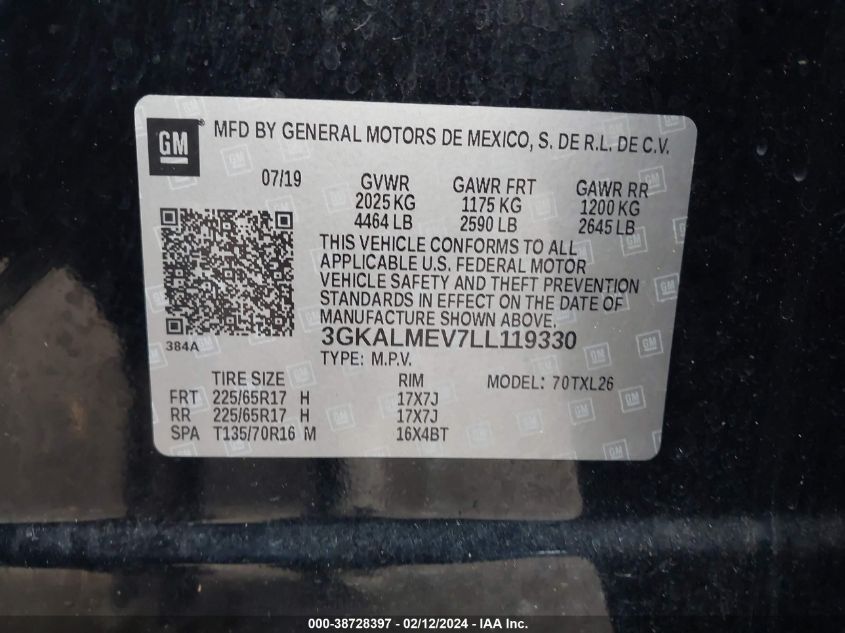 GM
MFD BY GENERAL MOTORS DE MEXICO, S. DE R.L. DE C.V.
07/19 GVWR GAWR FRT GAWR RR
2025 KG 1175 KG 1200 KG
4464 LB 2590 LB 2645 LB
THIS VEHICLE CONFORMS TO ALL
APPLICABLE U.S. FEDERAL MOTOR
VEHICLE SAFETY AND THEFT PREVENTION
STANDARDS IN EFFECT ON THE DATE OF
MANUFACTURE SHOWN ABOVE.
384A
3GKALMEV7LL119330
TYPE: M.P.V.
TIRE SIZE RIM MODEL: 70TXL26
FRT 225/65R17 H 17X7J
RR 225/65R17 H 17X7J
SPA T135/70R16 M 16X4BT
000-38728397 - 02/12/2024 - IAA Inc.